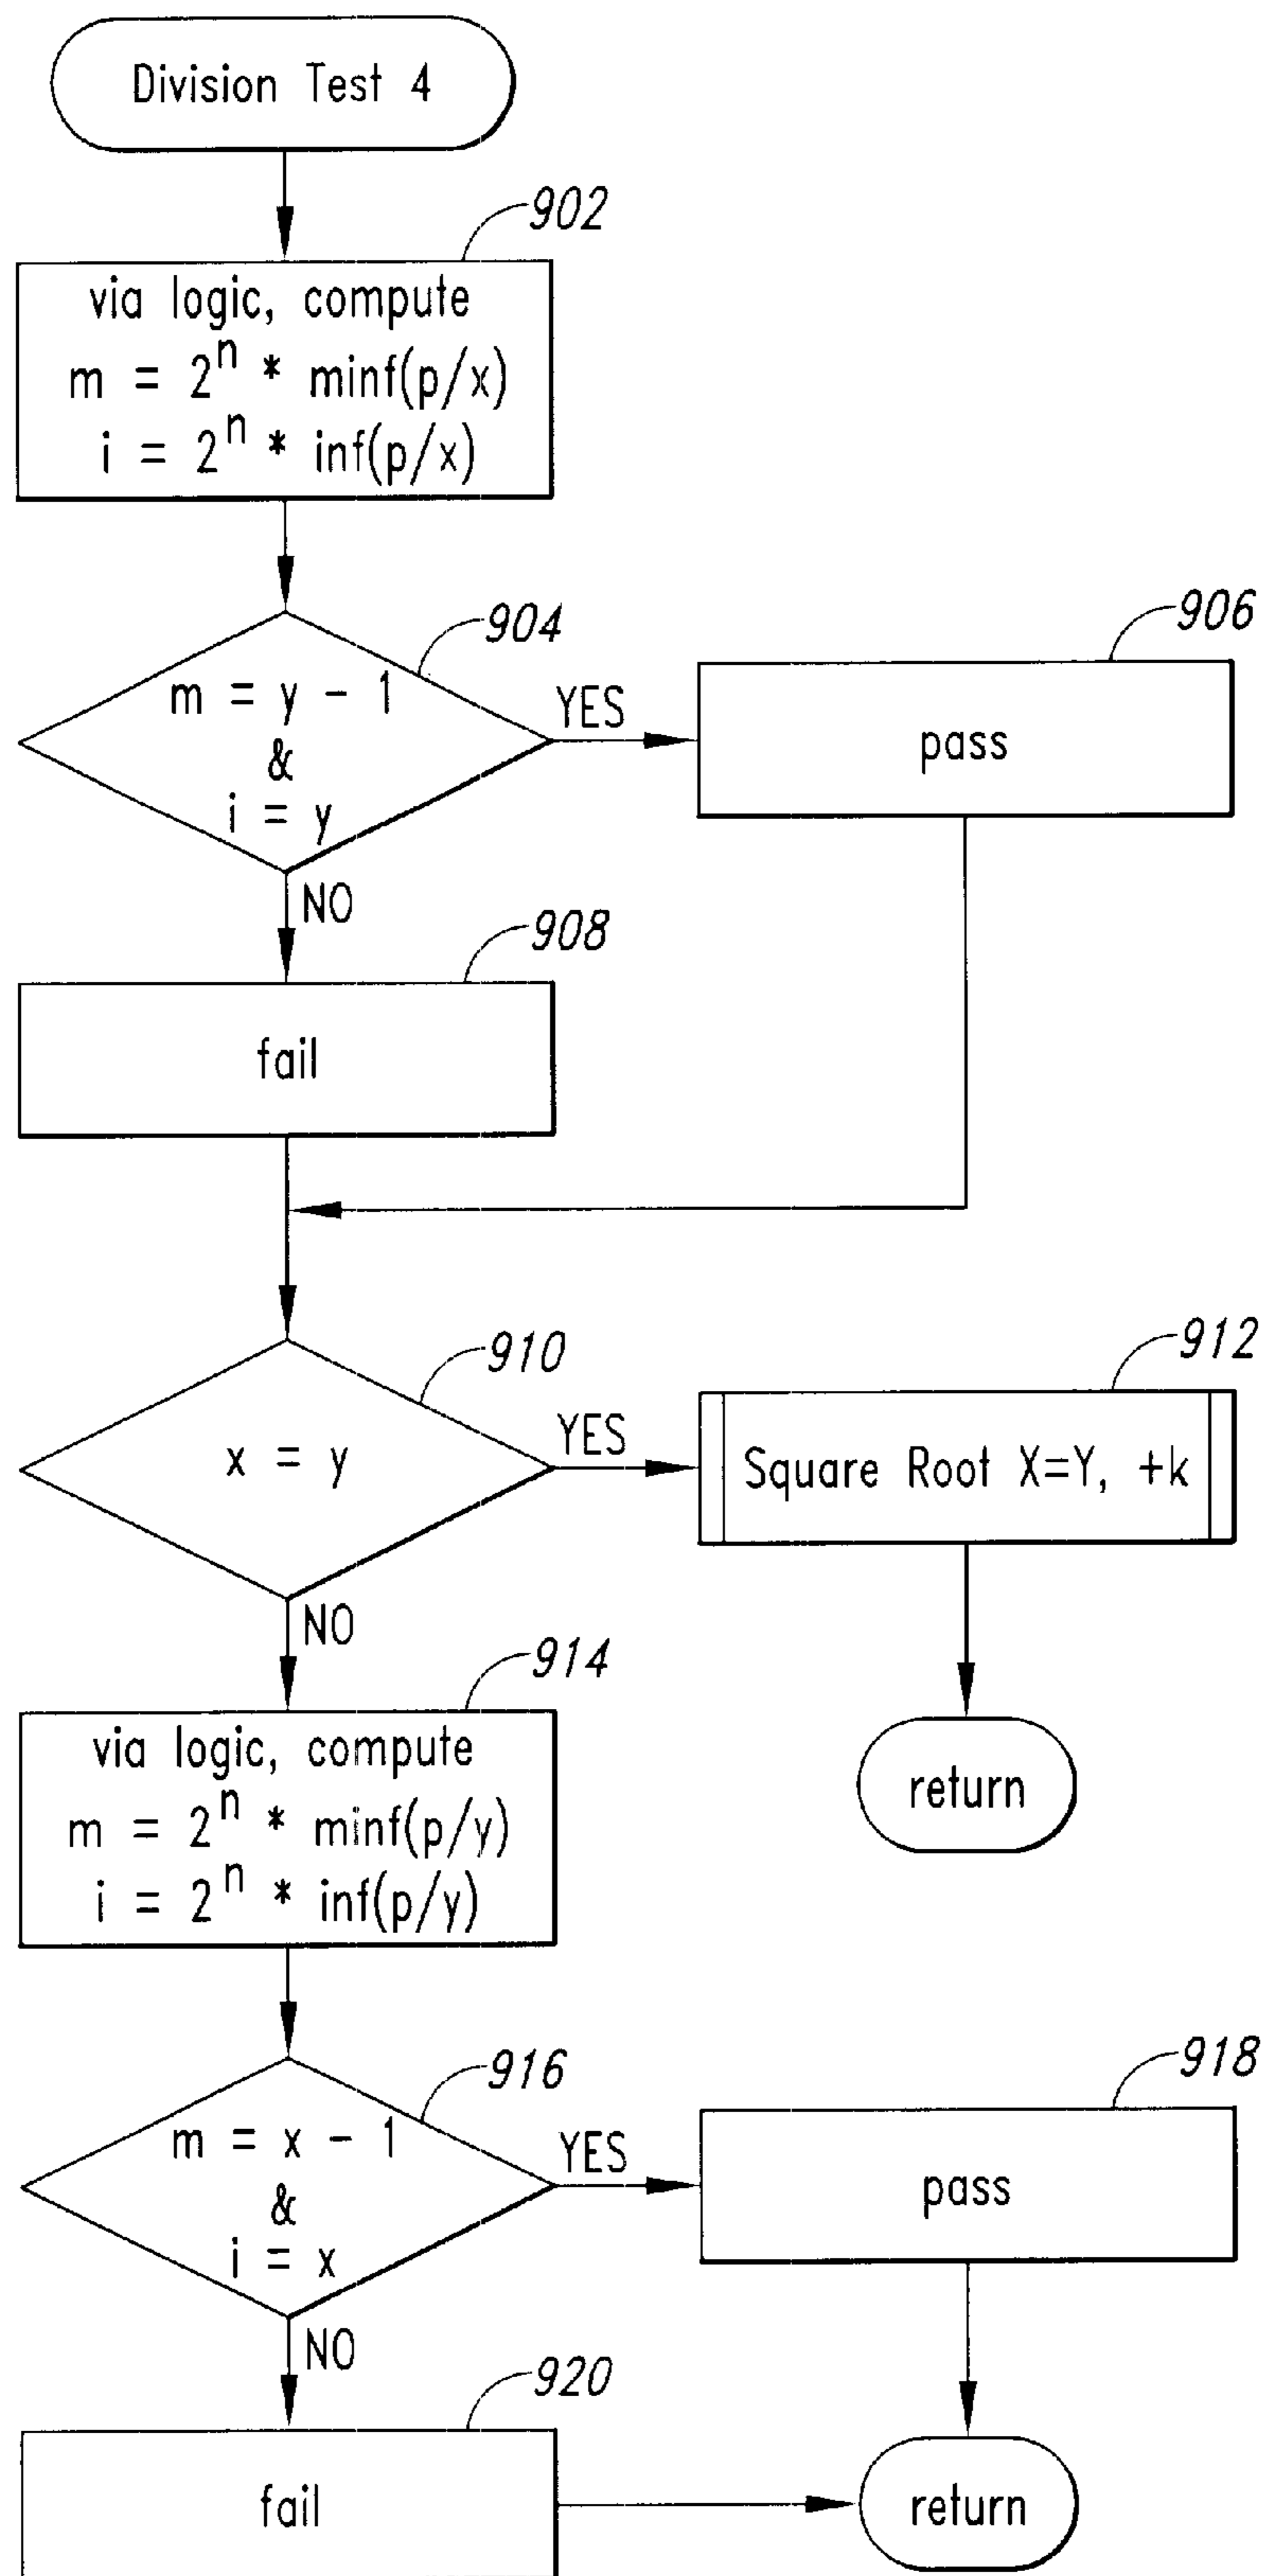 Division Test 4
902
via logic, compute
m = 2^n * minf(p/x)
i = 2^n * inf(p/x)
904
m = y - 1
&
i = y
YES
906
pass
NO
908
fail
910
x = y
YES
912
Square Root X=Y, +k
return
NO
914
via logic, compute
m = 2^n * minf(p/y)
i = 2^n * inf(p/y)
916
m = x - 1
&
i = x
YES
918
pass
NO
920
fail
return